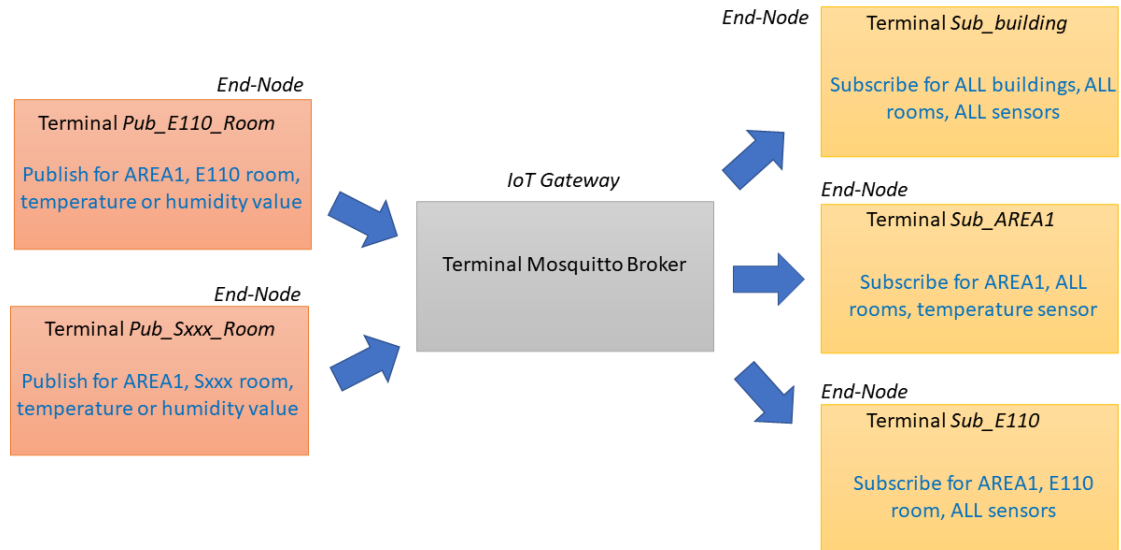 End-Node
Terminal Pub_E110_Room
Publish for AREA1, E110 room,
temperature or humidity value
End-Node
Terminal Pub_Sxxx_Room
Publish for AREA1, Sxxx room,
temperature or humidity value
IoT Gateway
Terminal Mosquitto Broker
End-Node
Terminal Sub_building
Subscribe for ALL buildings, ALL
rooms, ALL sensors
End-Node
Terminal Sub_AREA1
Subscribe for AREA1, ALL
rooms, temperature sensor
End-Node
Terminal Sub_E110
Subscribe for AREA1, E110
room, ALL sensors